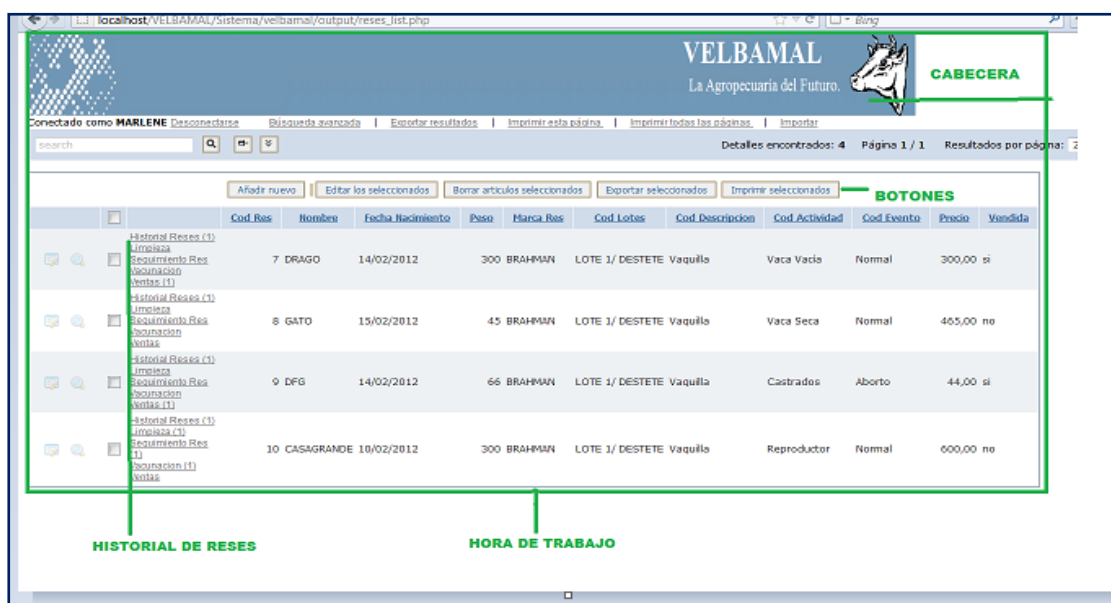 localhost/VELBAMAL/Sistema/velbamal/output/reses_list.php
Bing
VELBAMAL
La Agropecuaria del Futuro.
CABECERA
Conectado como MARLENE Desconectarse Búsqueda avanzada | Exportar resultados | Imprimir esta página | Imprimir todas las páginas | Importar
search Detalles encontrados: 4 Página 1 / 1 Resultados por página: 2
Añadir nuevo | Editar los seleccionados Borrar articulos seleccionados Exportar seleccionados Imprimir seleccionados
BOTONES
Cod Res Nombre Fecha Nacimiento Peso Marca Res Cod Lotes Cod Descripcion Cod Actividad Cod Evento Precio Vendida
Historial Reses (1)
Limpieza
Seguimiento Res
Vacunacion
Ventas (1)
7 DRAGO 14/02/2012 300 BRAHMAN LOTE 1/ DESTETE Vaquilla Vaca Vacia Normal 300,00 si
Historial Reses (1)
Limpieza
Seguimiento Res
Vacunacion
Ventas
8 GATO 15/02/2012 45 BRAHMAN LOTE 1/ DESTETE Vaquilla Vaca Seca Normal 465,00 no
Historial Reses (1)
Limpieza
Seguimiento Res
Vacunacion
Ventas (1)
9 DFG 14/02/2012 66 BRAHMAN LOTE 1/ DESTETE Vaquilla Castrados Aborto 44,00 si
Historial Reses (1)
Limpieza (1)
Seguimiento Res
(1)
Vacunacion (1)
Ventas
10 CASAGRANDE 10/02/2012 300 BRAHMAN LOTE 1/ DESTETE Vaquilla Reproductor Normal 600,00 no
HISTORIAL DE RESES
HORA DE TRABAJO